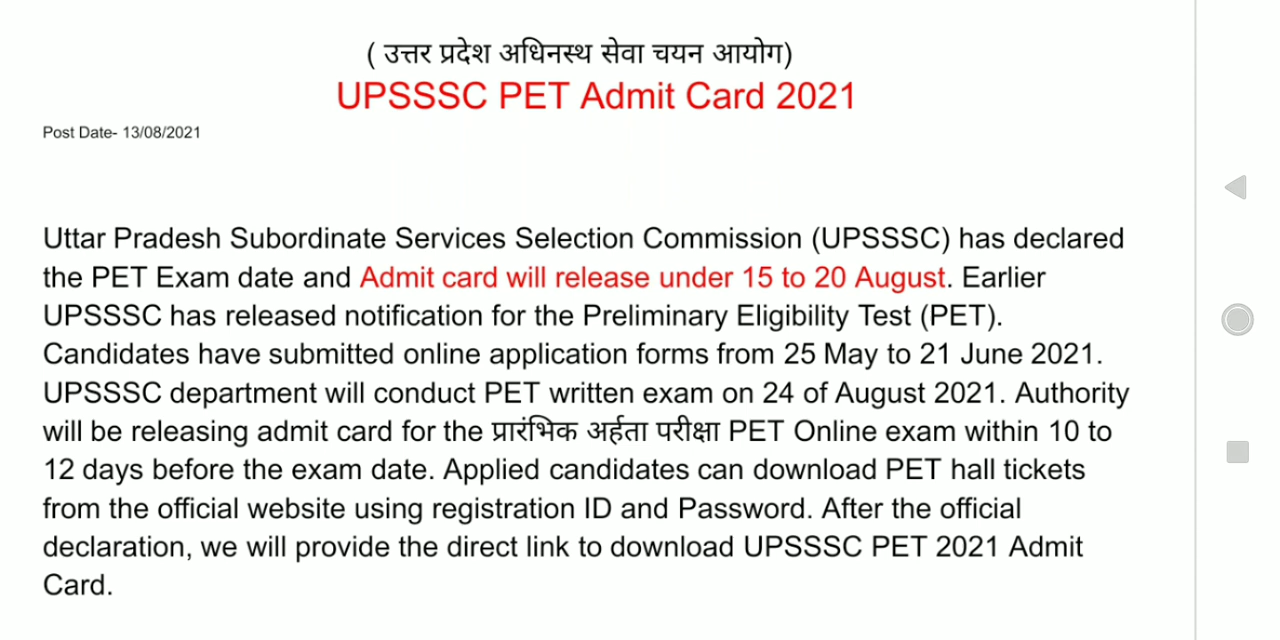 ( उत्तर प्रदेश अधिनस्थ सेवा चयन आयोग)
UPSSSC PET Admit Card 2021
Post Date- 13/08/2021
Uttar Pradesh Subordinate Services Selection Commission (UPSSSC) has declared
the PET Exam date and Admit card will release under 15 to 20 August. Earlier
UPSSSC has released notification for the Preliminary Eligibility Test (PET).
Candidates have submitted online application forms from 25 May to 21 June 2021.
UPSSSC department will conduct PET written exam on 24 of August 2021. Authority
will be releasing admit card for the प्रारंभिक अर्हता परीक्षा PET Online exam within 10 to
12 days before the exam date. Applied candidates can download PET hall tickets
from the official website using registration ID and Password. After the official
declaration, we will provide the direct link to download UPSSSC PET 2021 Admit
Card.